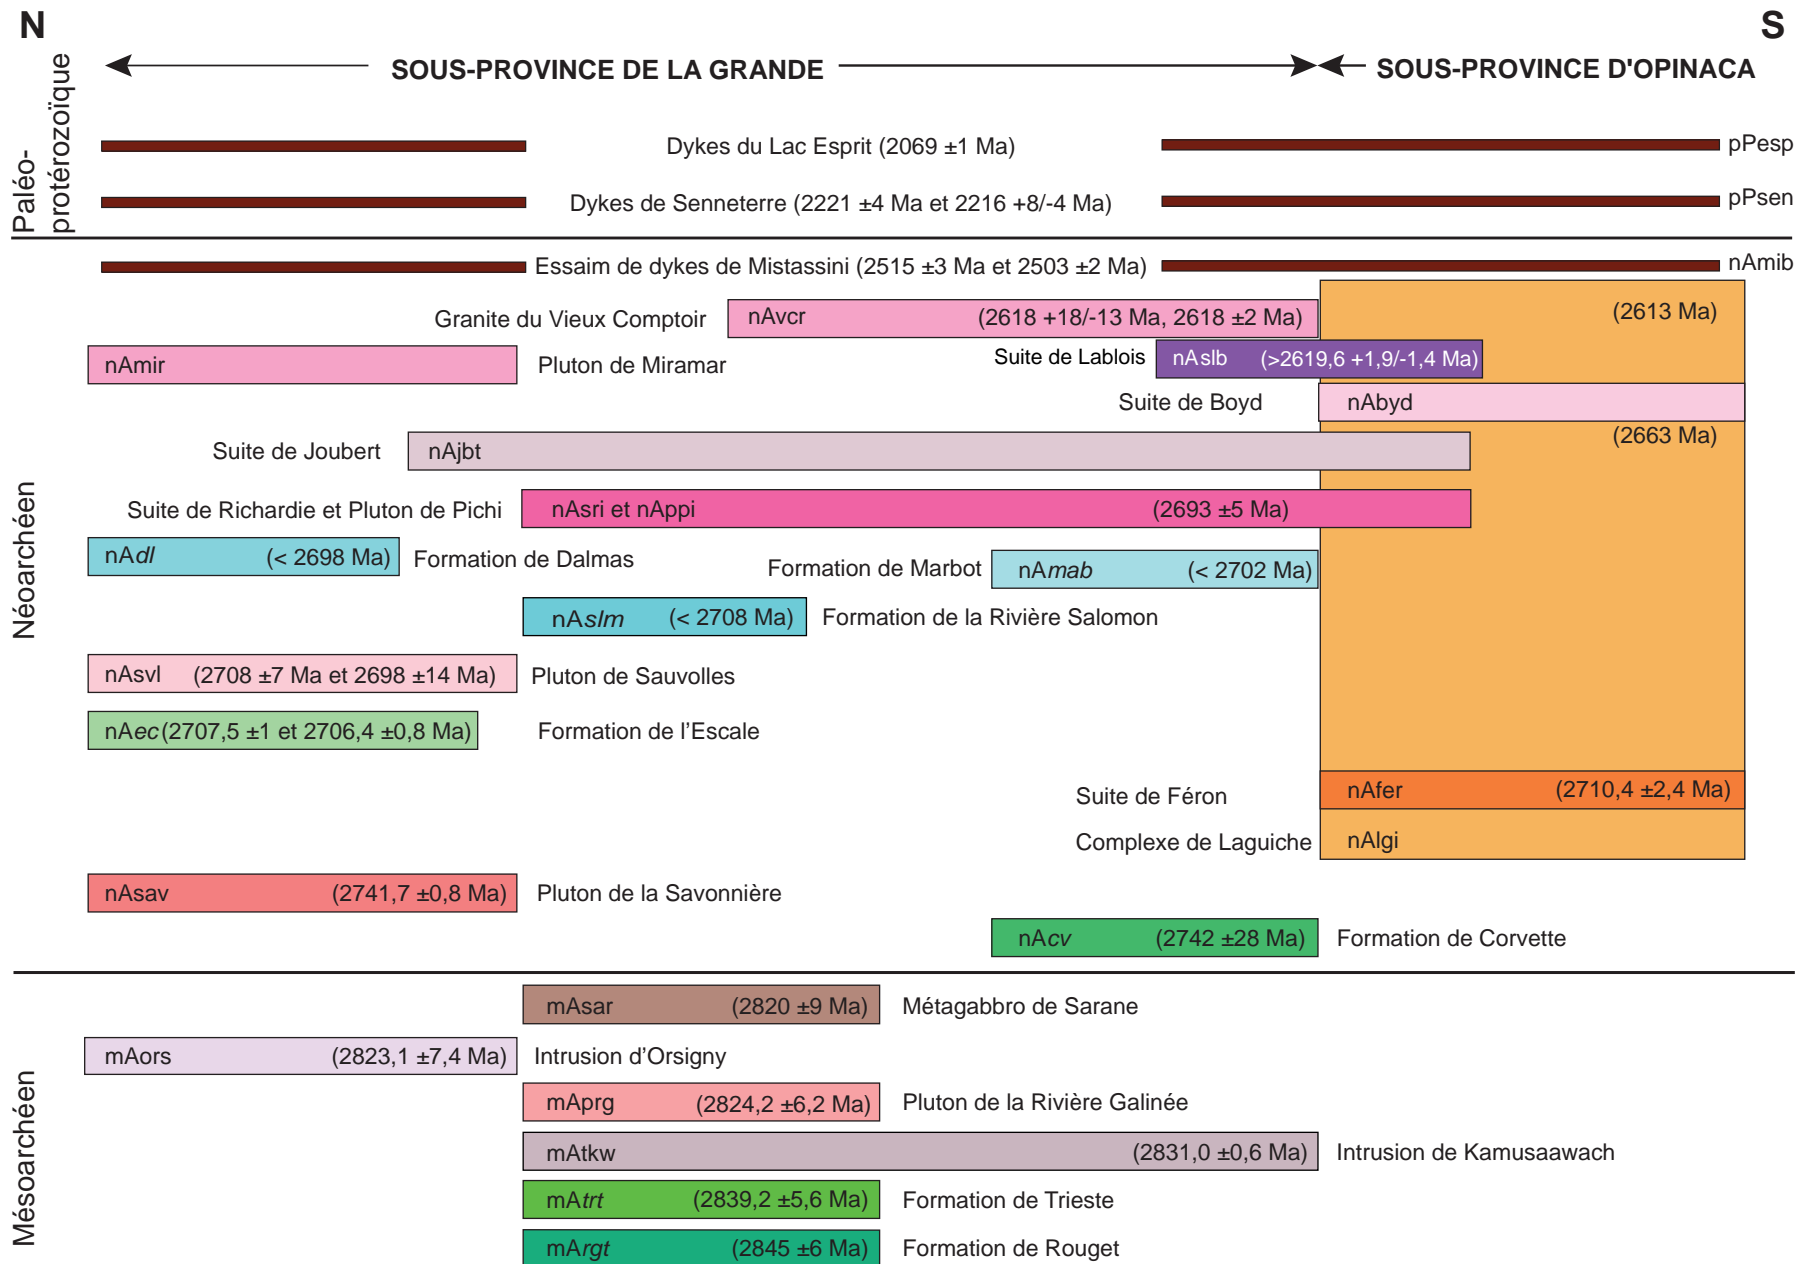 N
S
SOUS-PROVINCE DE LA GRANDE
SOUS-PROVINCE D'OPINACA
Paléo-
protérozoïque
Dykes du Lac Esprit (2069 ±1 Ma)
pPesp
Dykes de Senneterre (2221 ±4 Ma et 2216 +8/-4 Ma)
pPsen
Néoarchéen
Essaim de dykes de Mistassini (2515 ±3 Ma et 2503 ±2 Ma)
nAmib
Granite du Vieux Comptoir
nAvcr (2618 +18/-13 Ma, 2618 ±2 Ma)
(2613 Ma)
nAmir
Pluton de Miramar
Suite de Lablois
nAslb (>2619,6 +1,9/-1,4 Ma)
Suite de Boyd
nAbyd
(2663 Ma)
Suite de Joubert
nAjbt
Suite de Richardie et Pluton de Pichi
nAsri et nAppi (2693 ±5 Ma)
nAdl (< 2698 Ma)
Formation de Dalmas
Formation de Marbot
nAmab (< 2702 Ma)
nAslm (< 2708 Ma)
Formation de la Rivière Salomon
nAsvl (2708 ±7 Ma et 2698 ±14 Ma)
Pluton de Sauvolles
nAec (2707,5 ±1 et 2706,4 ±0,8 Ma)
Formation de l'Escale
Suite de Féron
nAfer (2710,4 ±2,4 Ma)
Complexe de Laguiche
nAlgi
nAsav (2741,7 ±0,8 Ma)
Pluton de la Savonnière
nAcv (2742 ±28 Ma)
Formation de Corvette
Mésoarchéen
mAsar (2820 ±9 Ma)
Métagabbro de Sarane
mAors (2823,1 ±7,4 Ma)
Intrusion d'Orsigny
mAprg (2824,2 ±6,2 Ma)
Pluton de la Rivière Galinée
mAtkw (2831,0 ±0,6 Ma)
Intrusion de Kamusaawach
mAtrt (2839,2 ±5,6 Ma)
Formation de Trieste
mArgt (2845 ±6 Ma)
Formation de Rouget